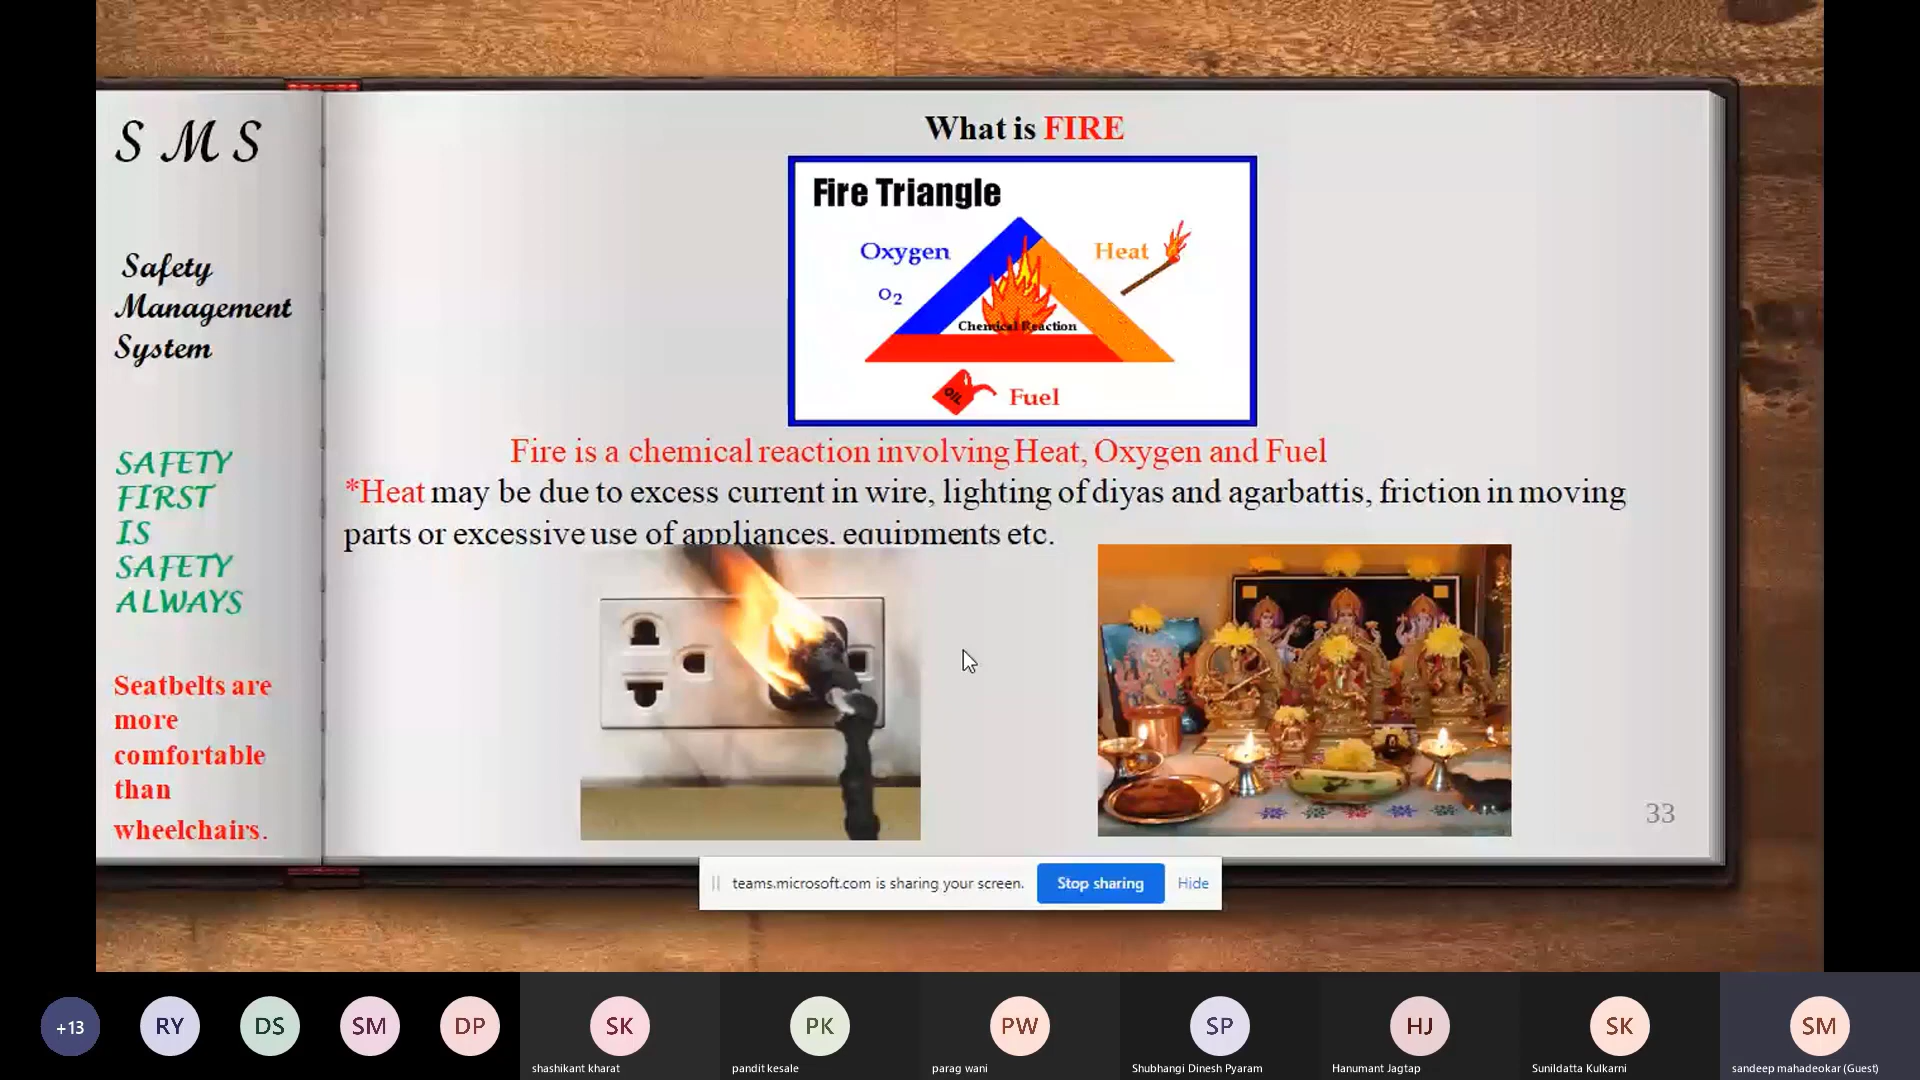 S M S
Safety
Management
System
SAFETY
FIRST
IS
SAFETY
ALWAYS
Seatbelts are
more
comfortable
than
wheelchairs.
What is FIRE
Fire Triangle
Oxygen
O2
Heat
Chemical Reaction
OIL
Fuel
Fire is a chemical reaction involving Heat, Oxygen and Fuel
*Heat may be due to excess current in wire, lighting of diyas and agarbattis, friction in moving
parts or excessive use of appliances, equipments etc.
33
teams.microsoft.com is sharing your screen.
Stop sharing
Hide
+13
RY
DS
SM
DP
SK
shashikant kharat
PK
pandit kesale
PW
parag wani
SP
Shubhangi Dinesh Pyaram
HJ
Hanumant Jagtap
SK
Sunildatta Kulkarni
SM
sandeep mahadeokar (Guest)